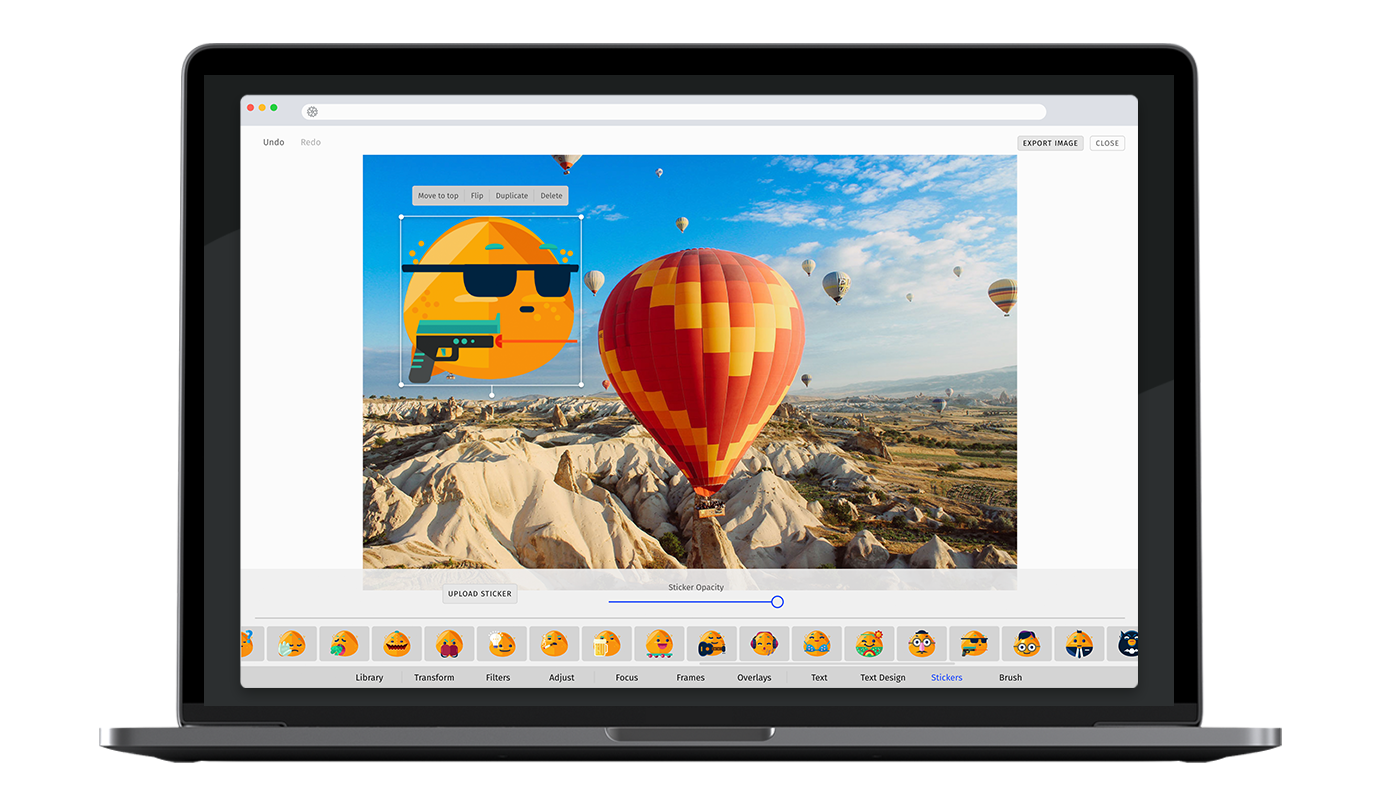 Undo Redo EXPORT IMAGE CLOSE
Move to top Flip Duplicate Delete
Sticker Opacity
UPLOAD STICKER
Library Transform Filters Adjust Focus Frames Overlays Text Text Design Stickers Brush